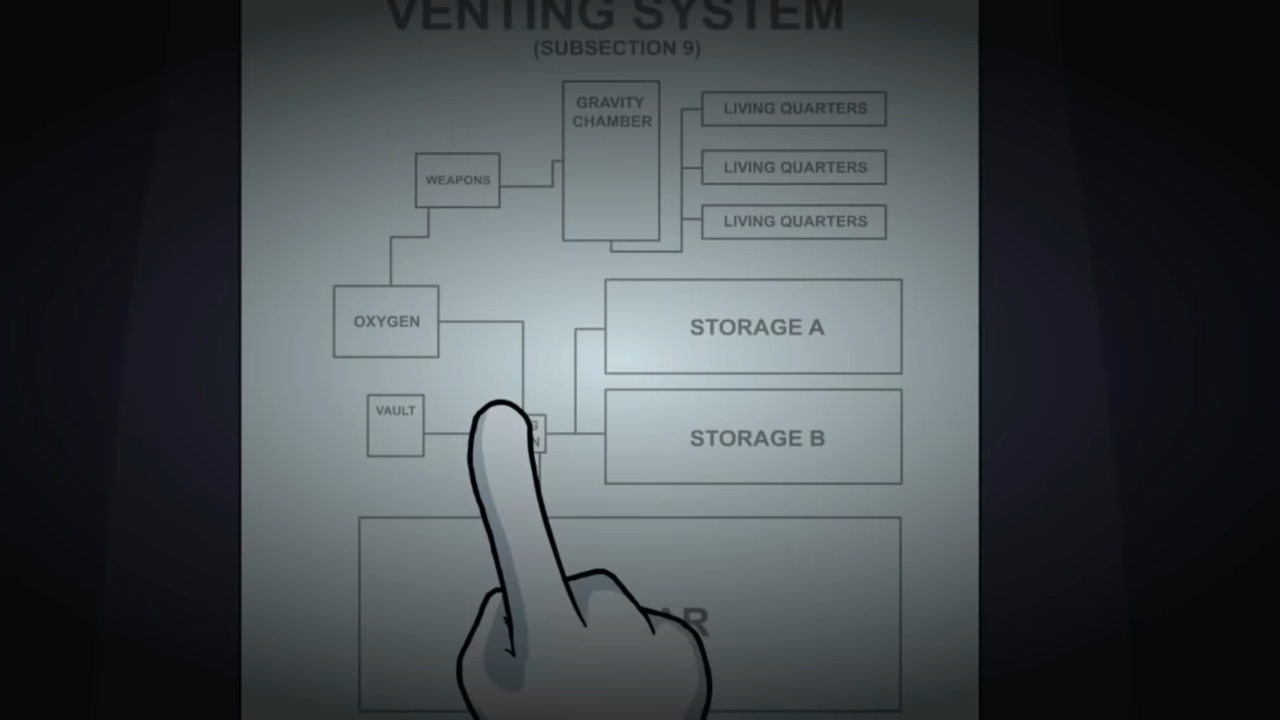 VENTING SYSTEM
(SUBSECTION 9)
GRAVITY
CHAMBER
LIVING QUARTERS
WEAPONS
LIVING QUARTERS
LIVING QUARTERS
OXYGEN
STORAGE A
VAULT
STORAGE B